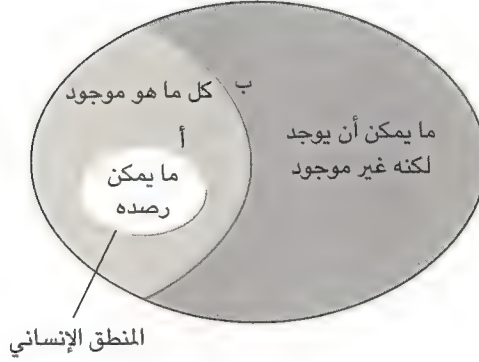 كل ما هو موجود
ب
أ
ما يمكن
رصده
ما يمكن أن يوجد
لكنه غير موجود
المنطق الإنساني